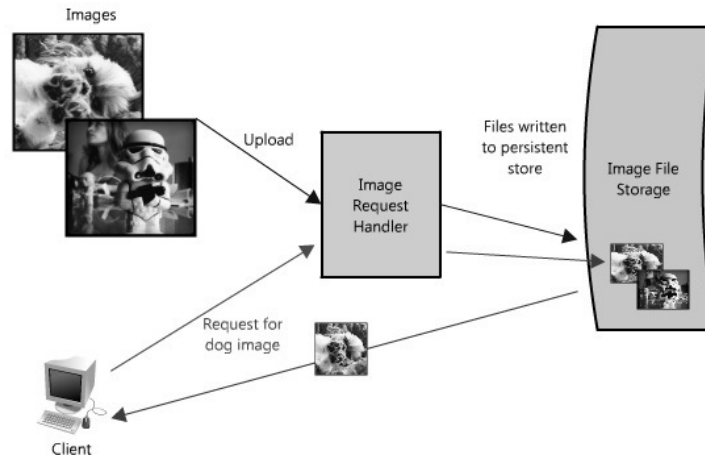 Images
Upload
Image
Request
Handler
Files written
to persistent
store
Image File
Storage
Request for
dog image
Client